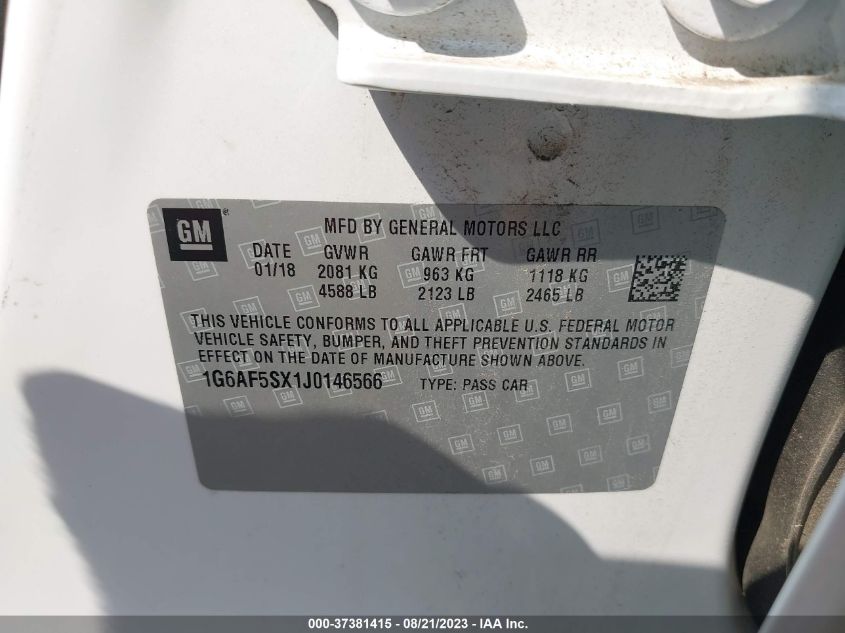 GM
MFD BY GENERAL MOTORS LLC
DATE GVWR GAWR FRT GAWR RR
01/18 2081 KG 963 KG 1118 KG
4588 LB 2123 LB 2465 LB
THIS VEHICLE CONFORMS TO ALL APPLICABLE U.S. FEDERAL MOTOR
VEHICLE SAFETY, BUMPER, AND THEFT PREVENTION STANDARDS IN
EFFECT ON THE DATE OF MANUFACTURE SHOWN ABOVE.
1G6AF5SX1J0146566 TYPE: PASS CAR
000-37381415 - 08/21/2023 - IAA Inc.